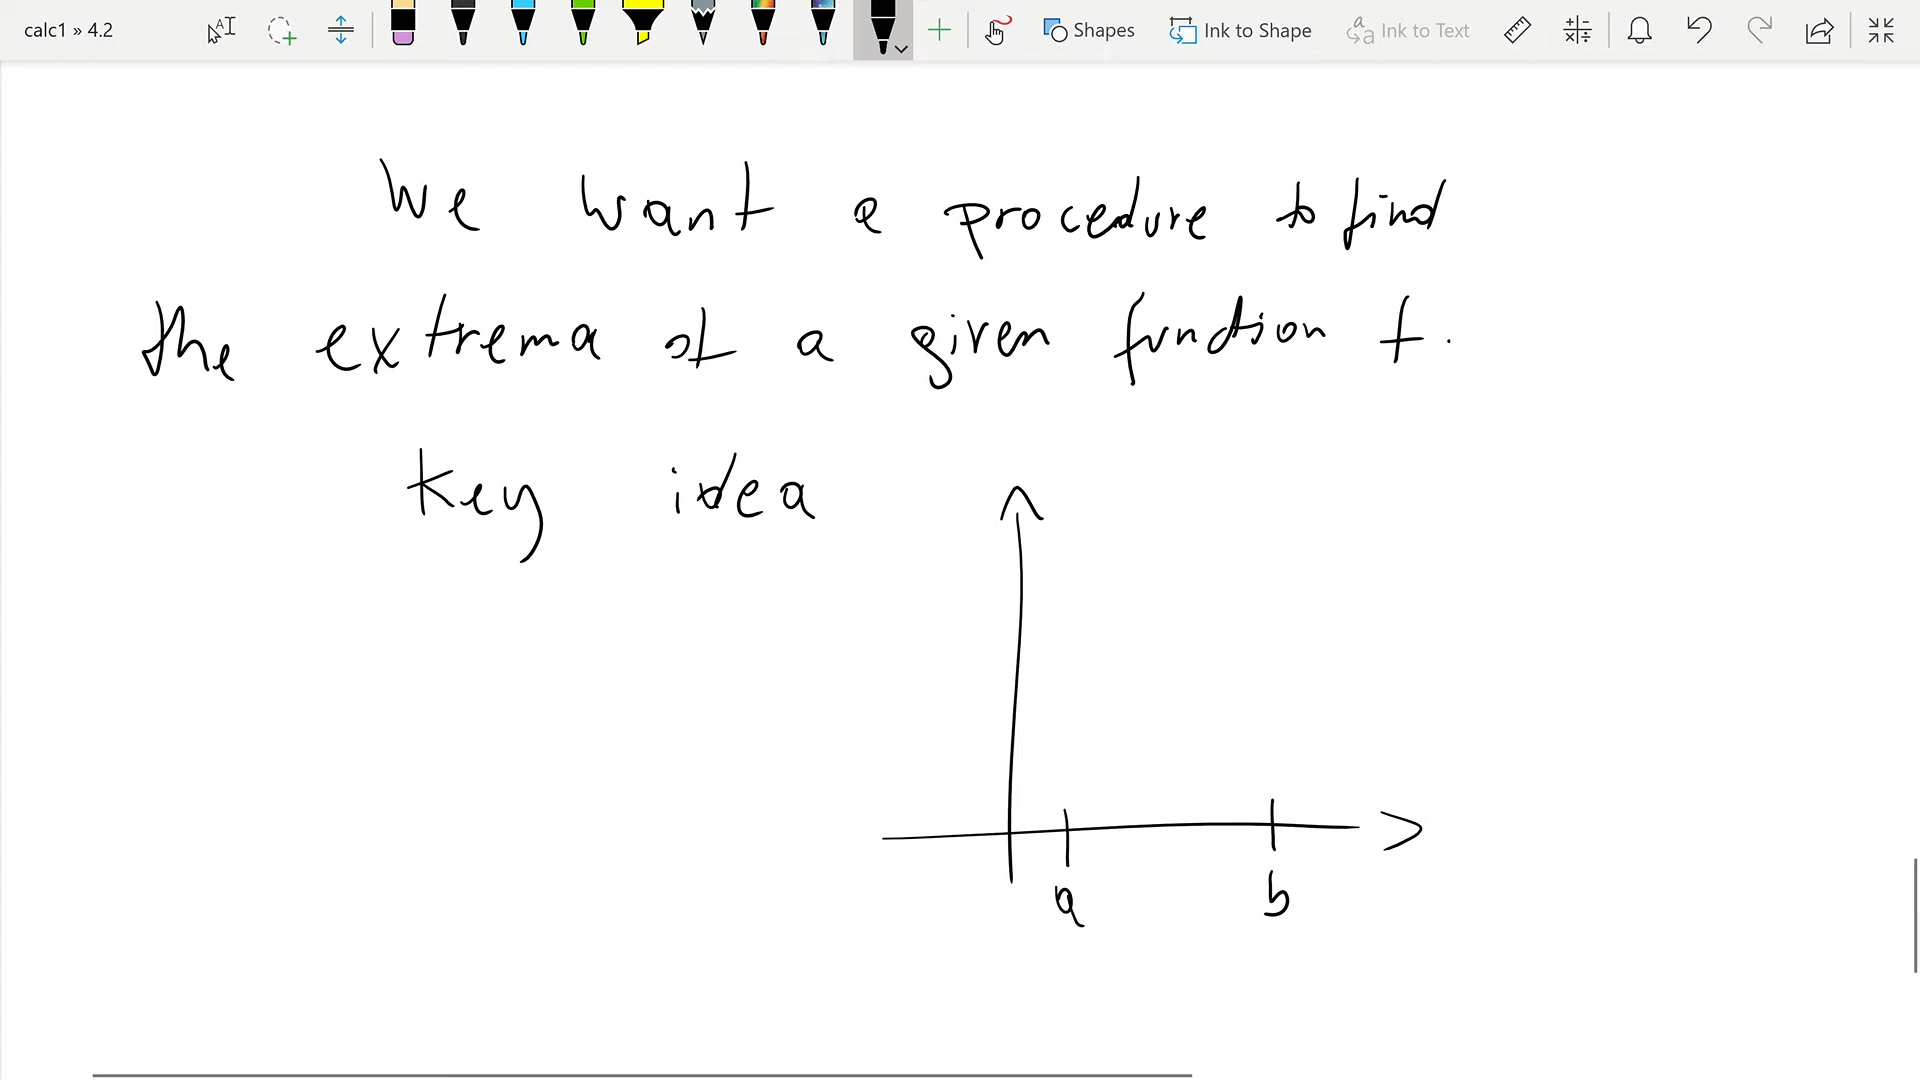 calc1 » 4.2
Shapes
Ink to Shape
Ink to Text
We want a procedure to find
the extrema of a given function f.
Key idea
a
b